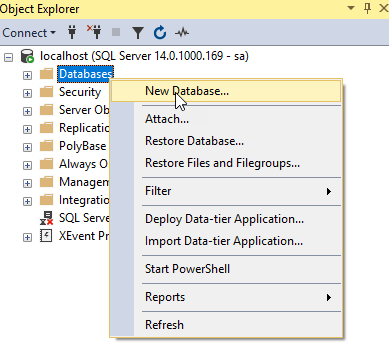 Object Explorer
Connect
localhost (SQL Server 14.0.1000.169 - sa)
Databases
Security
Server Ob
Replicatio
PolyBase
Always O
Managem
Integratio
SQL Serve
XEvent Pr
New Database...
Attach...
Restore Database...
Restore Files and Filegroups...
Filter
Deploy Data-tier Application...
Import Data-tier Application...
Start PowerShell
Reports
Refresh